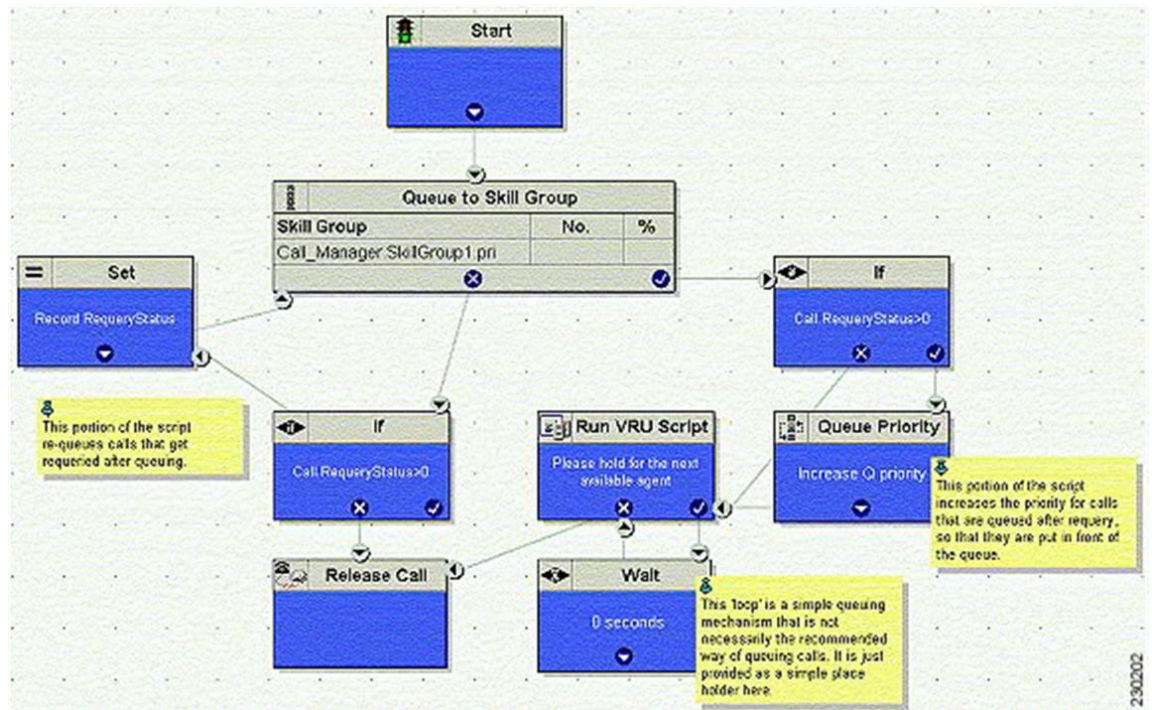 Start
Queue to Skill Group
Skill Group No. %
Call_Manager.SkillGroup1.pri
Set
Record RequeryStatus
If
Call.RequeryStatus>0
This portion of the script
re-queues calls that get
requeried after queuing.
If
Call.RequeryStatus>0
Run VRU Script
Please hold for the next
available agent
Queue Priority
Increase Q priority
This portion of the script
increases the priority for calls
that are queued after requery,
so that they are put in front of
the queue.
Release Call
Wait
0 seconds
This 'loop' is a simple queuing
mechanism that is not
necessarily the recommended
way of queuing calls. It is just
provided as a simple place
holder here.
230202